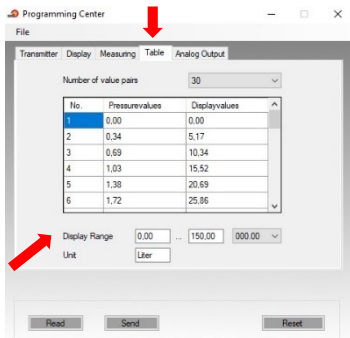 Programming Center
File
Transmitter Display Measuring Table Analog Output
Number of value pairs 30
No. Pressurevalues Displayvalues
1 0,00 0,00
2 0,34 5,17
3 0,69 10,34
4 1,03 15,52
5 1,38 20,69
6 1,72 25,86
Display Range 0,00 ... 150,00 000.00
Unit Liter
Read Send Reset